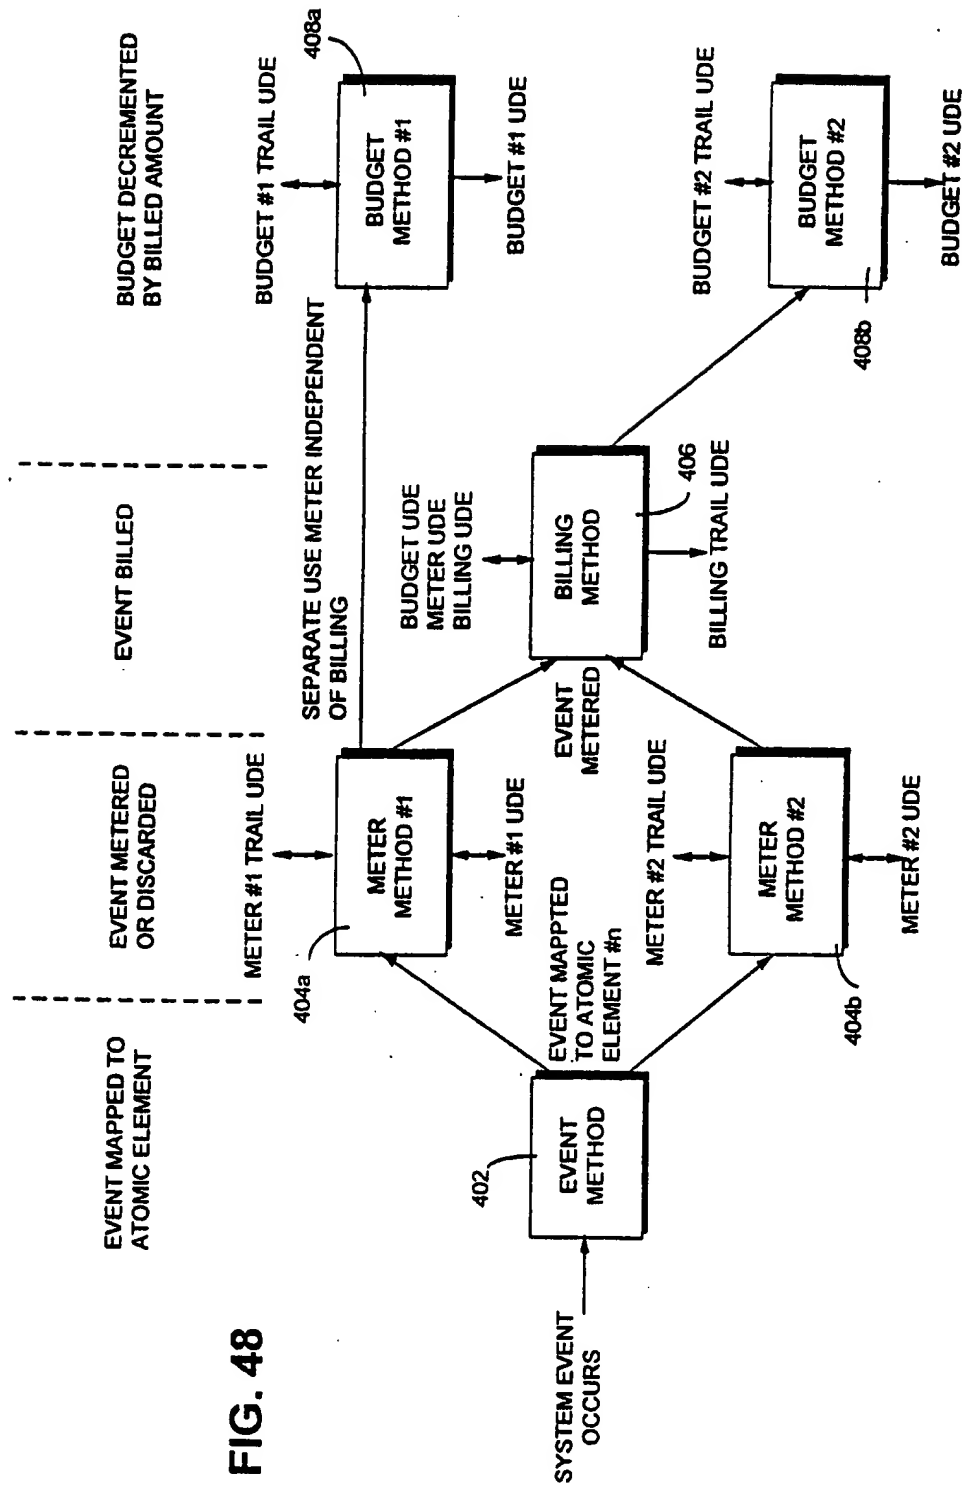 FIG. 48
EVENT MAPPED TO
ATOMIC ELEMENT
EVENT METERED
OR DISCARDED
EVENT BILLED
BUDGET DECREMENTED
BY BILLED AMOUNT
SYSTEM EVENT
OCCURS
402
EVENT
METHOD
EVENT MAPPTED
TO ATOMIC
ELEMENT #n
METER #1 TRAIL UDE
404a
METER
METHOD #1
METER #1 UDE
METER #2 TRAIL UDE
METER
METHOD #2
404b
METER #2 UDE
SEPARATE USE METER INDEPENDENT
OF BILLING
EVENT
METERED
BUDGET UDE
METER UDE
BILLING UDE
BILLING
METHOD
406
BILLING TRAIL UDE
BUDGET #1 TRAIL UDE
408a
BUDGET
METHOD #1
BUDGET #1 UDE
BUDGET #2 TRAIL UDE
BUDGET
METHOD #2
408b
BUDGET #2 UDE